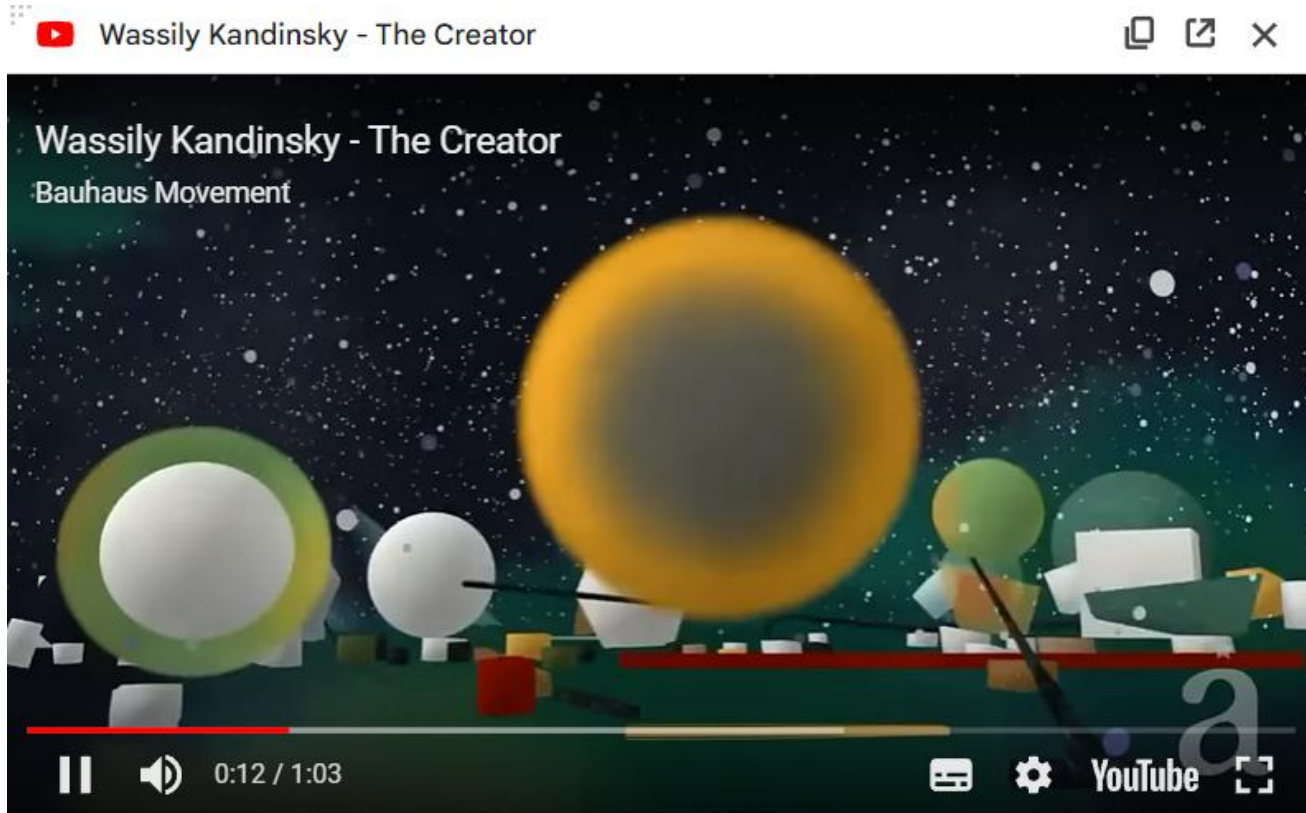 Wassily Kandinsky - The Creator
Wassily Kandinsky - The Creator
Bauhaus Movement
a
0:12 / 1:03
YouTube